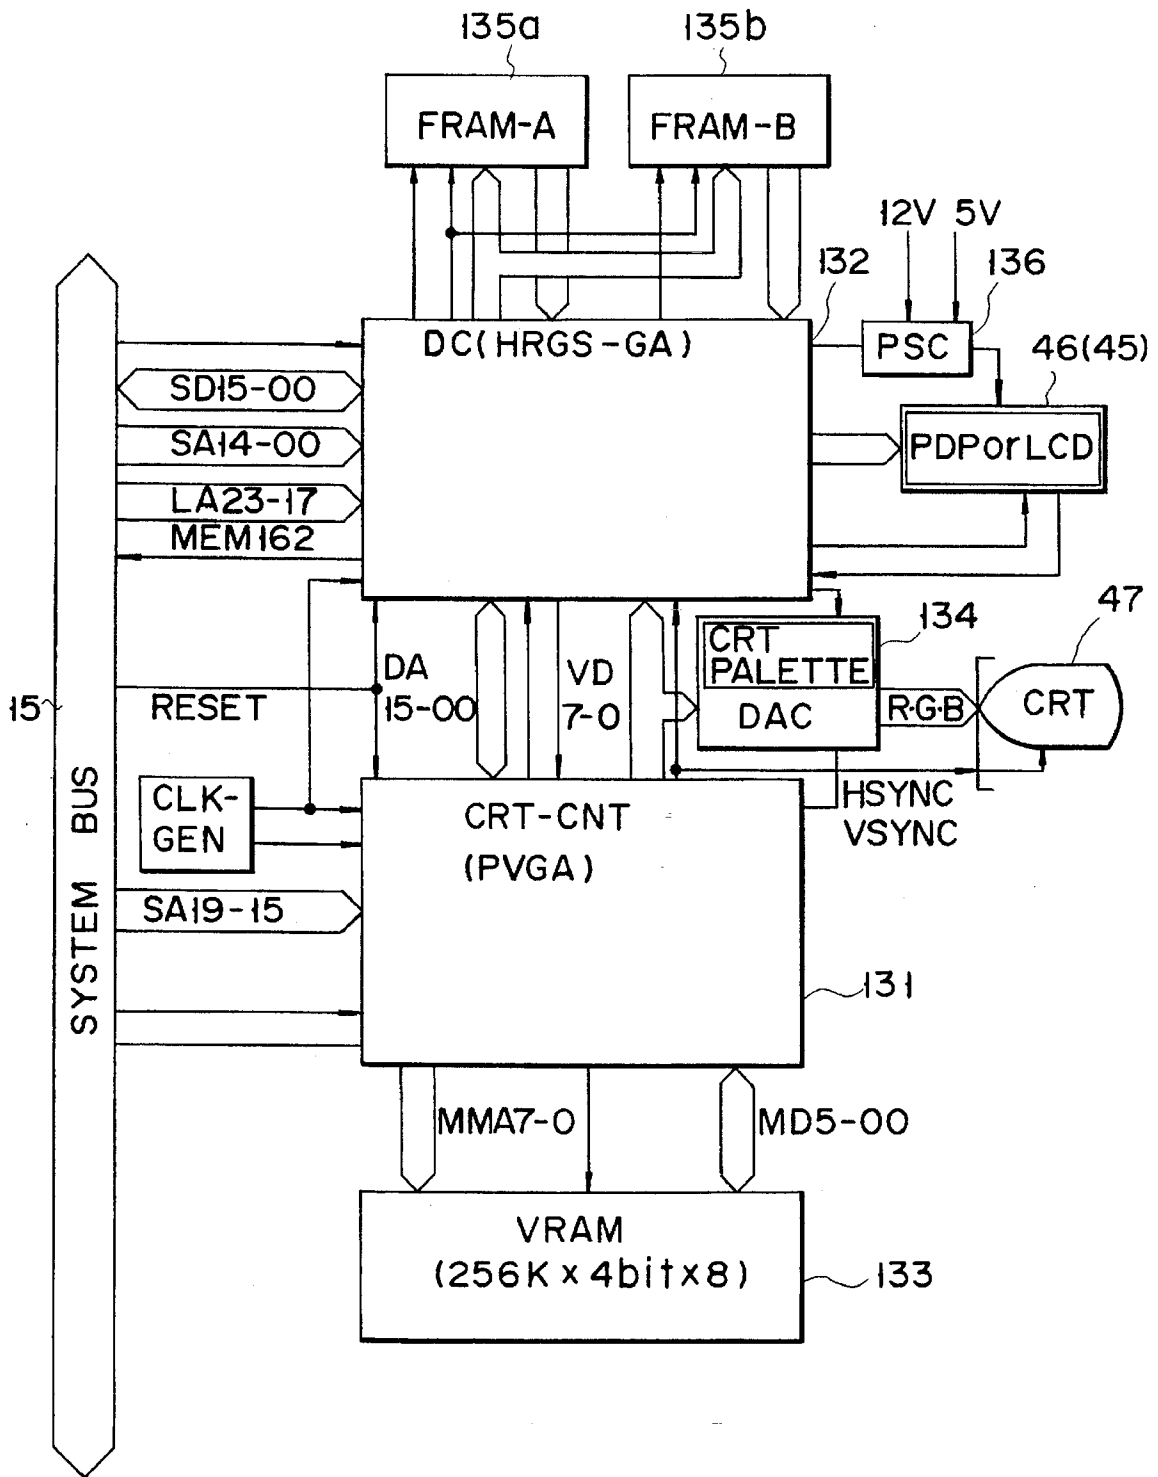 135a
135b
FRAM-A
FRAM-B
12V 5V
132
136
DC(HRGS-GA)
PSC
46(45)
SD15-00
SA14-00
PDPorLCD
LA23-17
MEM162
47
134
CRT
PALETTE
DA
15-00
VD
7-0
15
RESET
DAC
R·G·B
CRT
SYSTEM BUS
CLK-
GEN
CRT-CNT
(PVGA)
HSYNC
VSYNC
SA19-15
131
MMA7-0
MD5-00
VRAM
(256K×4bit×8)
133